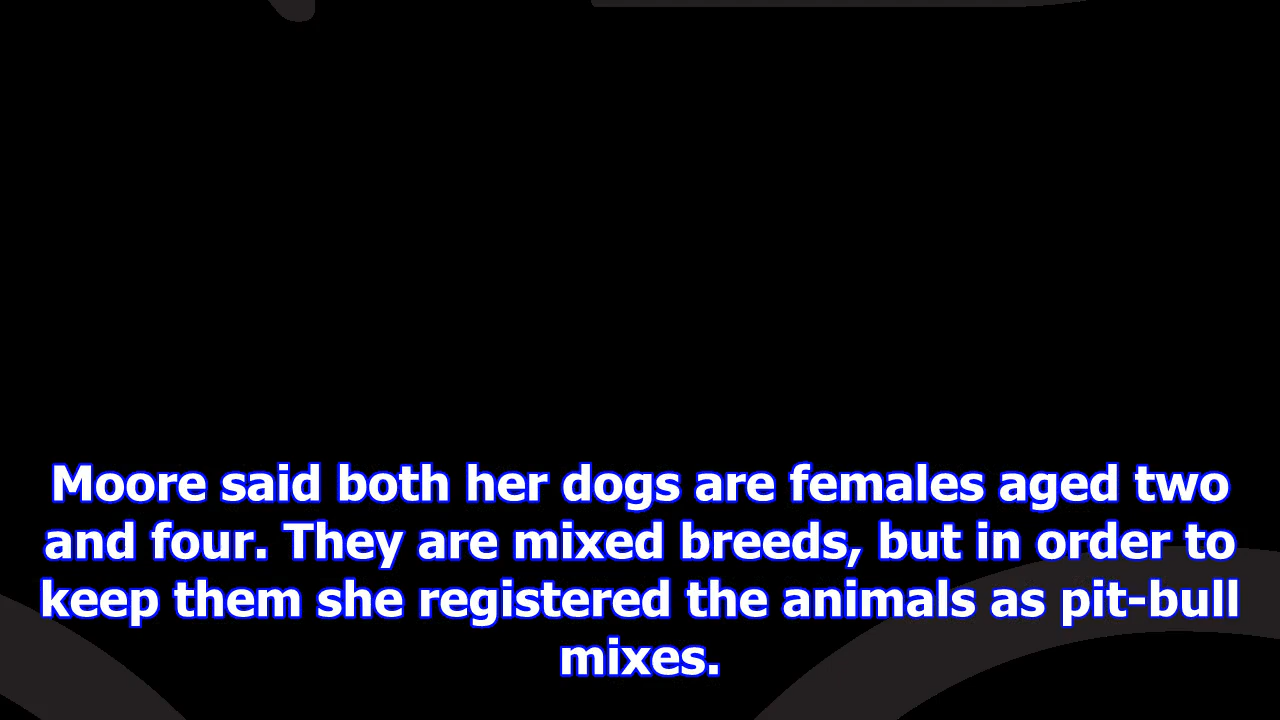 Moore said both her dogs are females aged two
and four. They are mixed breeds, but in order to
keep them she registered the animals as pit-bull
mixes.